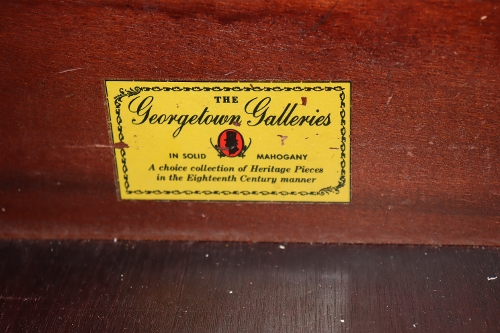 THE
Georgetown Galleries
IN SOLID MAHOGANY
A choice collection of Heritage Pieces
in the Eighteenth Century manner